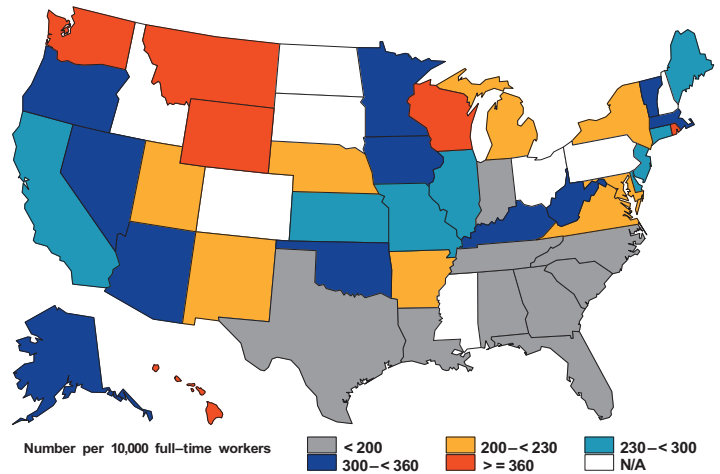 Number per 10,000 full–time workers
< 200
200–< 230
230–< 300
300–< 360
> = 360
N/A